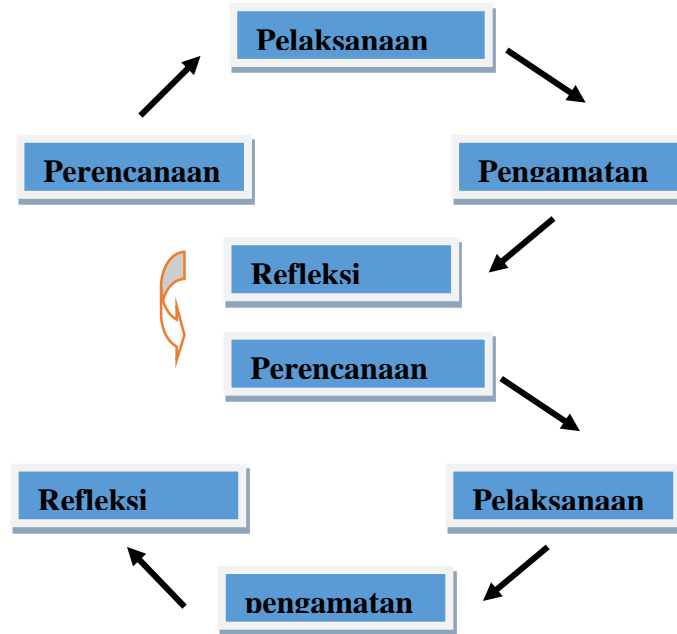 Pelaksanaan
Perencanaan
Pengamatan
Refleksi
Perencanaan
Refleksi
Pelaksanaan
pengamatan